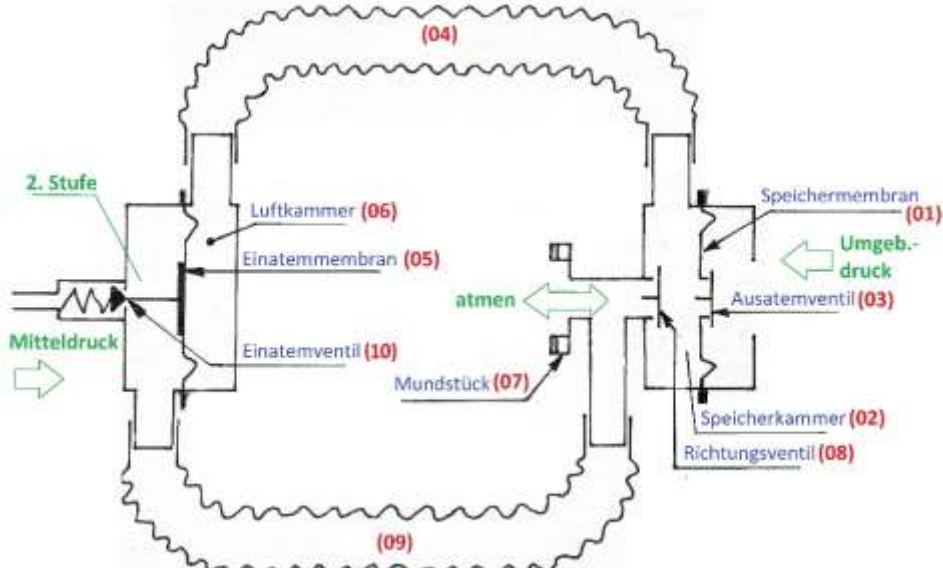 (04)
2. Stufe
Luftkammer (06)
Einatemmembran (05)
Speichermembran
(01)
Umgeb.-
druck
atmen
Ausatemventil (03)
Mitteldruck
Einatemventil (10)
Mundstück (07)
Speicherkammer (02)
Richtungsventil (08)
(09)